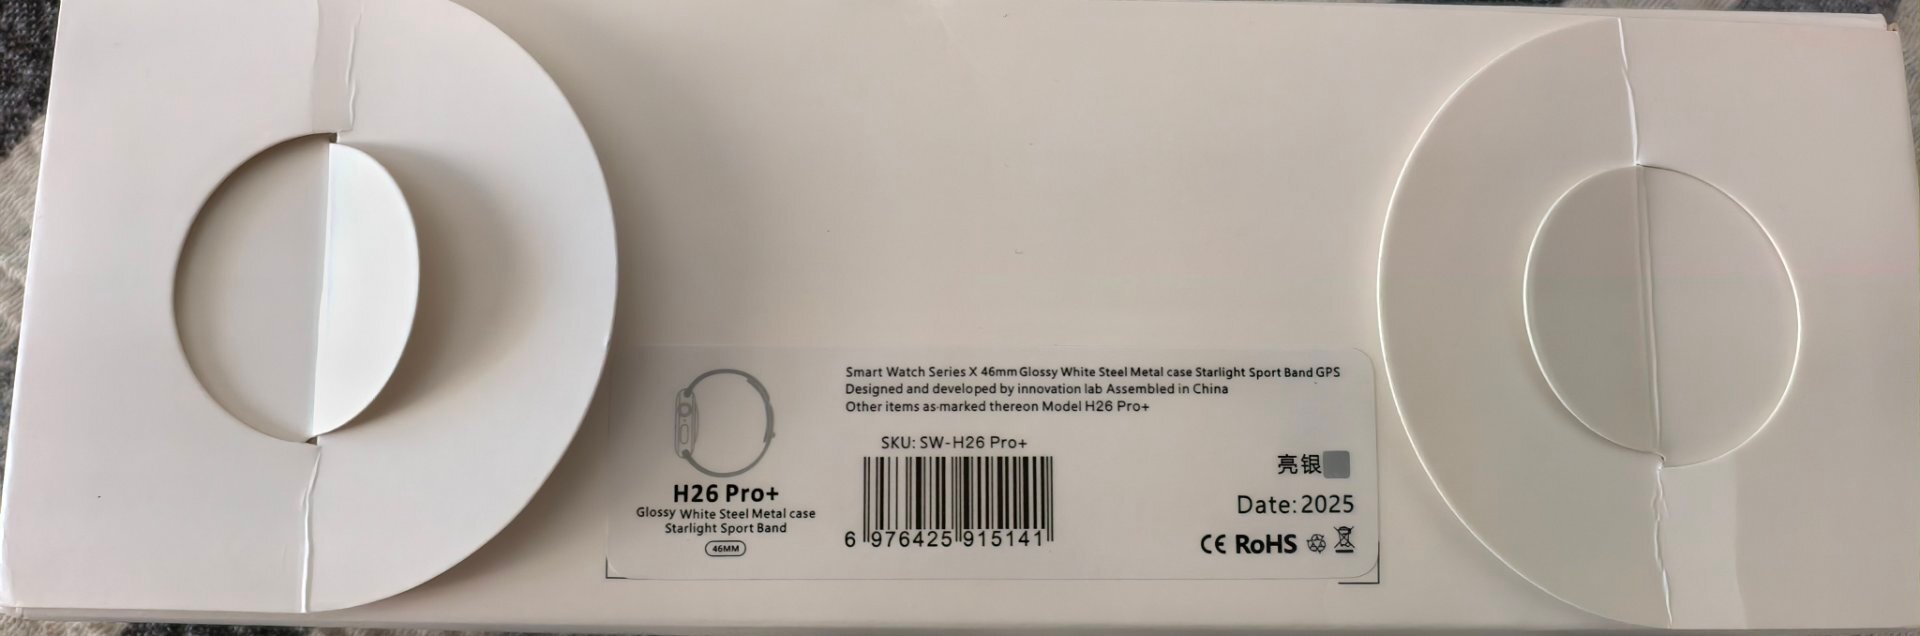 Smart Watch Series X 46mm Glossy White Steel Metal case Starlight Sport Band GPS
Designed and developed by innovation lab Assembled in China
Other items as-marked thereon Model H26 Pro+
SKU: SW-H26 Pro+
6 976425 915141
H26 Pro+
Glossy White Steel Metal case
Starlight Sport Band
46MM
亮银
Date: 2025
CE RoHS